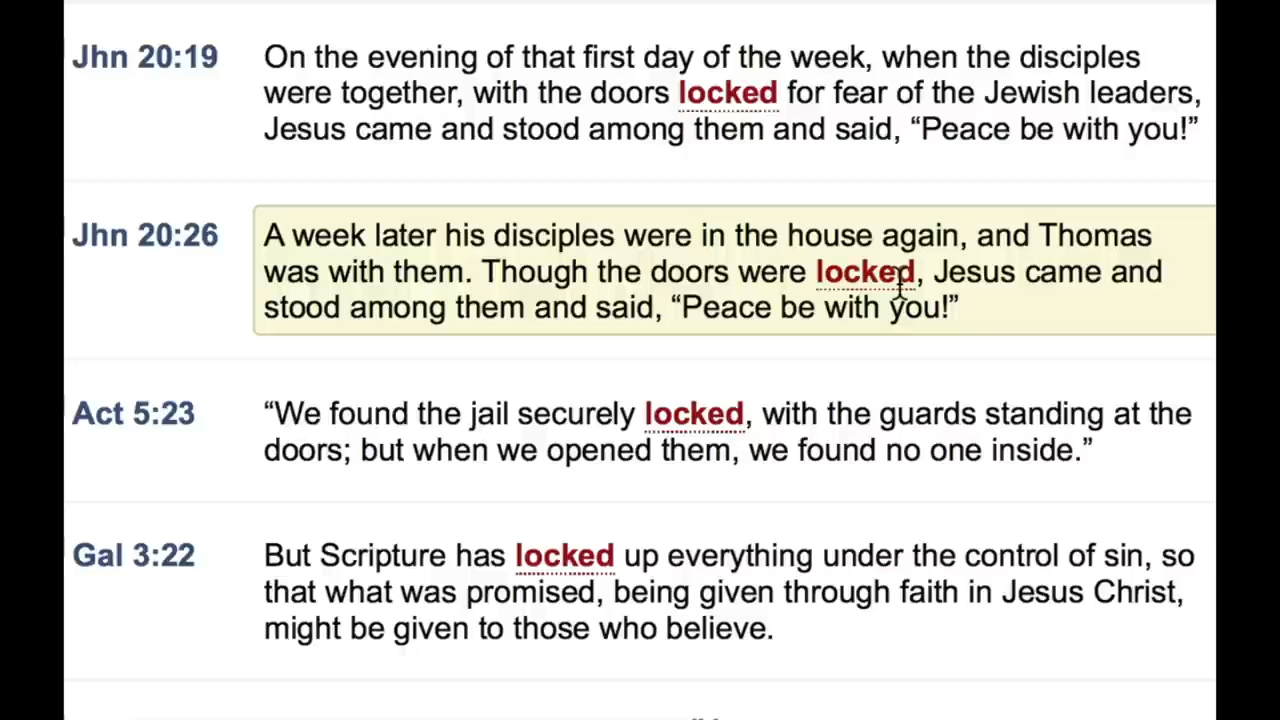 Jhn 20:19
On the evening of that first day of the week, when the disciples
were together, with the doors locked for fear of the Jewish leaders,
Jesus came and stood among them and said, “Peace be with you!”
Jhn 20:26
A week later his disciples were in the house again, and Thomas
was with them. Though the doors were locked, Jesus came and
stood among them and said, “Peace be with you!”
Act 5:23
“We found the jail securely locked, with the guards standing at the
doors; but when we opened them, we found no one inside.”
Gal 3:22
But Scripture has locked up everything under the control of sin, so
that what was promised, being given through faith in Jesus Christ,
might be given to those who believe.